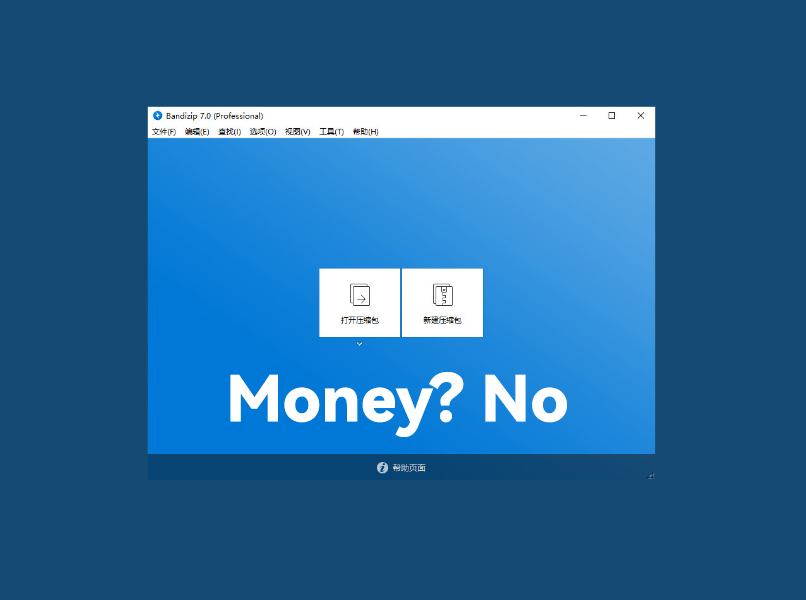 Bandizip 7.0 (Professional)
文件(F) 编辑(E) 查找(I) 选项(O) 视图(V) 工具(T) 帮助(H)
打开压缩包 新建压缩包
Money? No
帮助页面